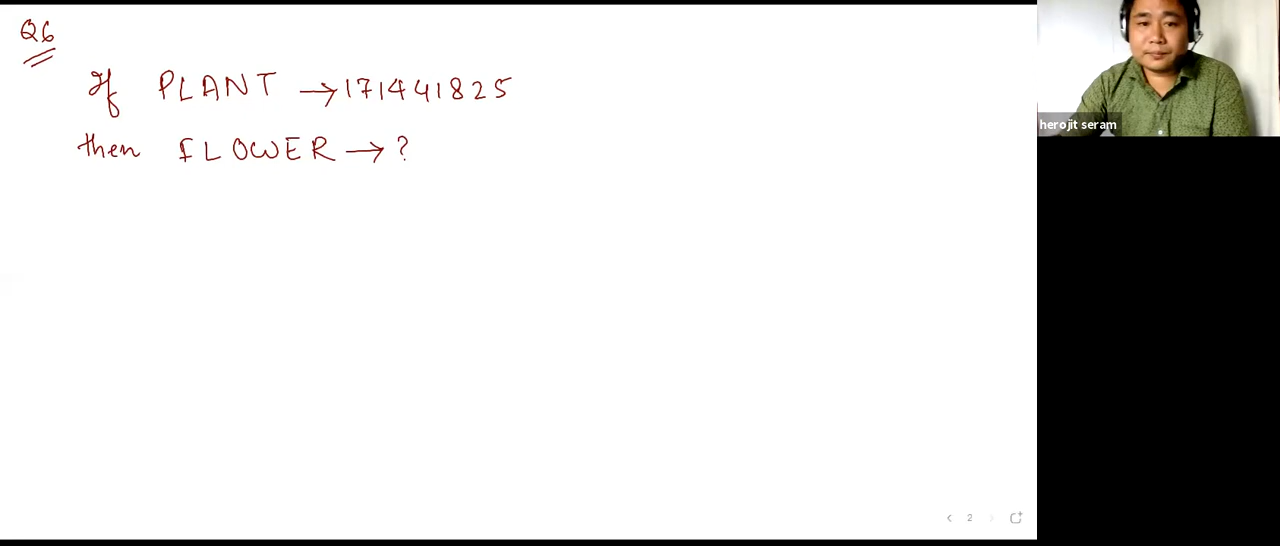 Q6
If PLANT → 171441825
then FLOWER → ?
herojit seram
2